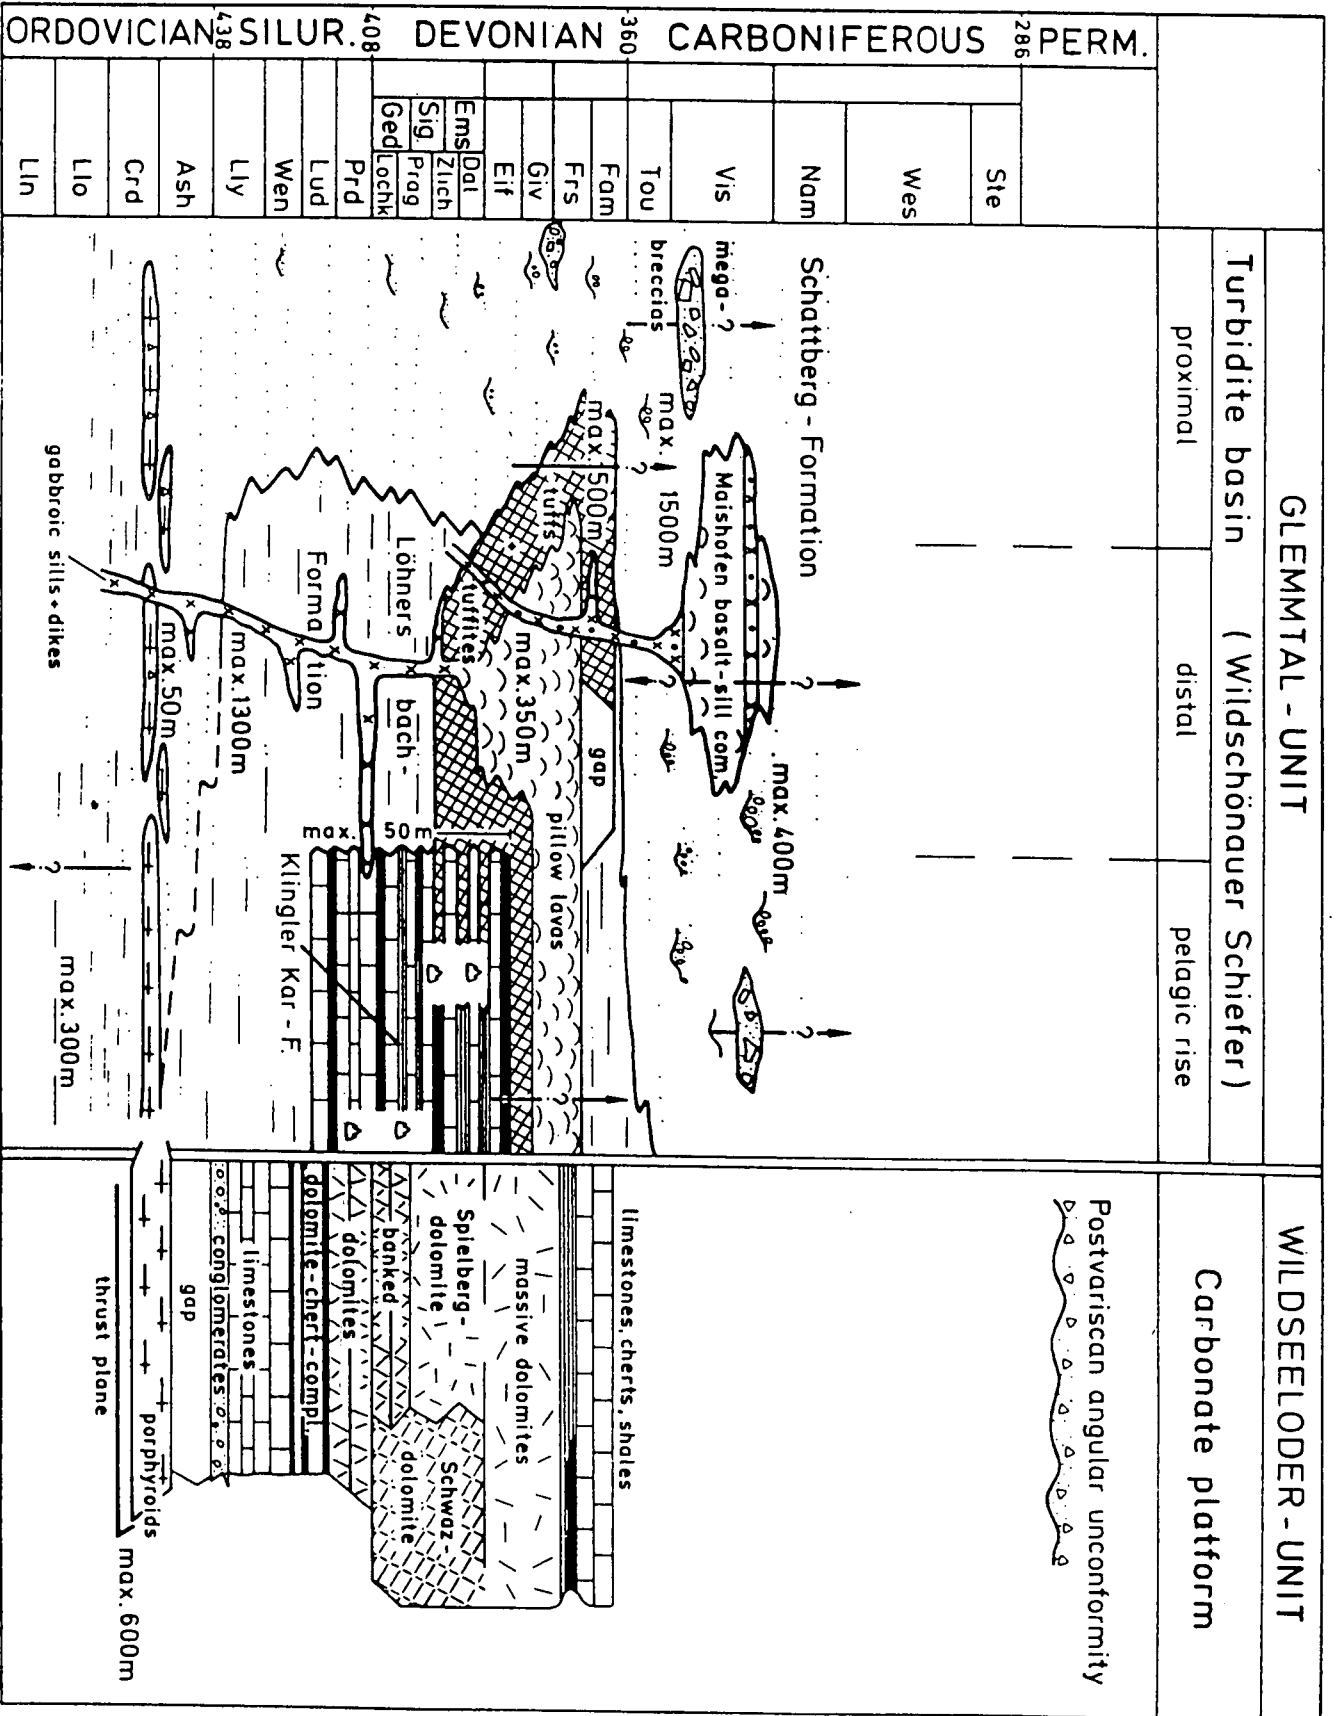 GLEMMTAL - UNIT
WILDSEELODER - UNIT
Turbidite basin ( Wildschönauer Schiefer )
Carbonate platform
proximal
distal
pelagic rise
PERM.
286
CARBONIFEROUS
360
DEVONIAN
408
SILUR.
438
ORDOVICIAN
Ste
Wes
Nam
Vis
Tou
Fam
Frs
Giv
Eif
Ems
Dal
Zlich
Sig
Prag
Ged
Lochk
Prd
Lud
Wen
Lly
Ash
Crd
Llo
Lln
Schattberg - Formation
mega-
breccias
?
max. 1500m
Maishofen basalt-sill com.
?
max. 400m
?
?
?
max. 500m
tuffs
gap
max. 350m
pillow lavas
tuffites
?
Löhners bach-
Forma tion
max. 50m
Klingler Kar - F.
max. 1300m
?
?
max. 50m
gabbroic sills + dikes
max. 300m
?
Postvariscan angular unconformity
limestones, cherts, shales
massive dolomites
Spielberg-
dolomite
Schwaz-
dolomite
banked
dolomites
dolomite-chert-compl.
limestones
conglomerates
gap
porphyroids
thrust plane
max. 600m